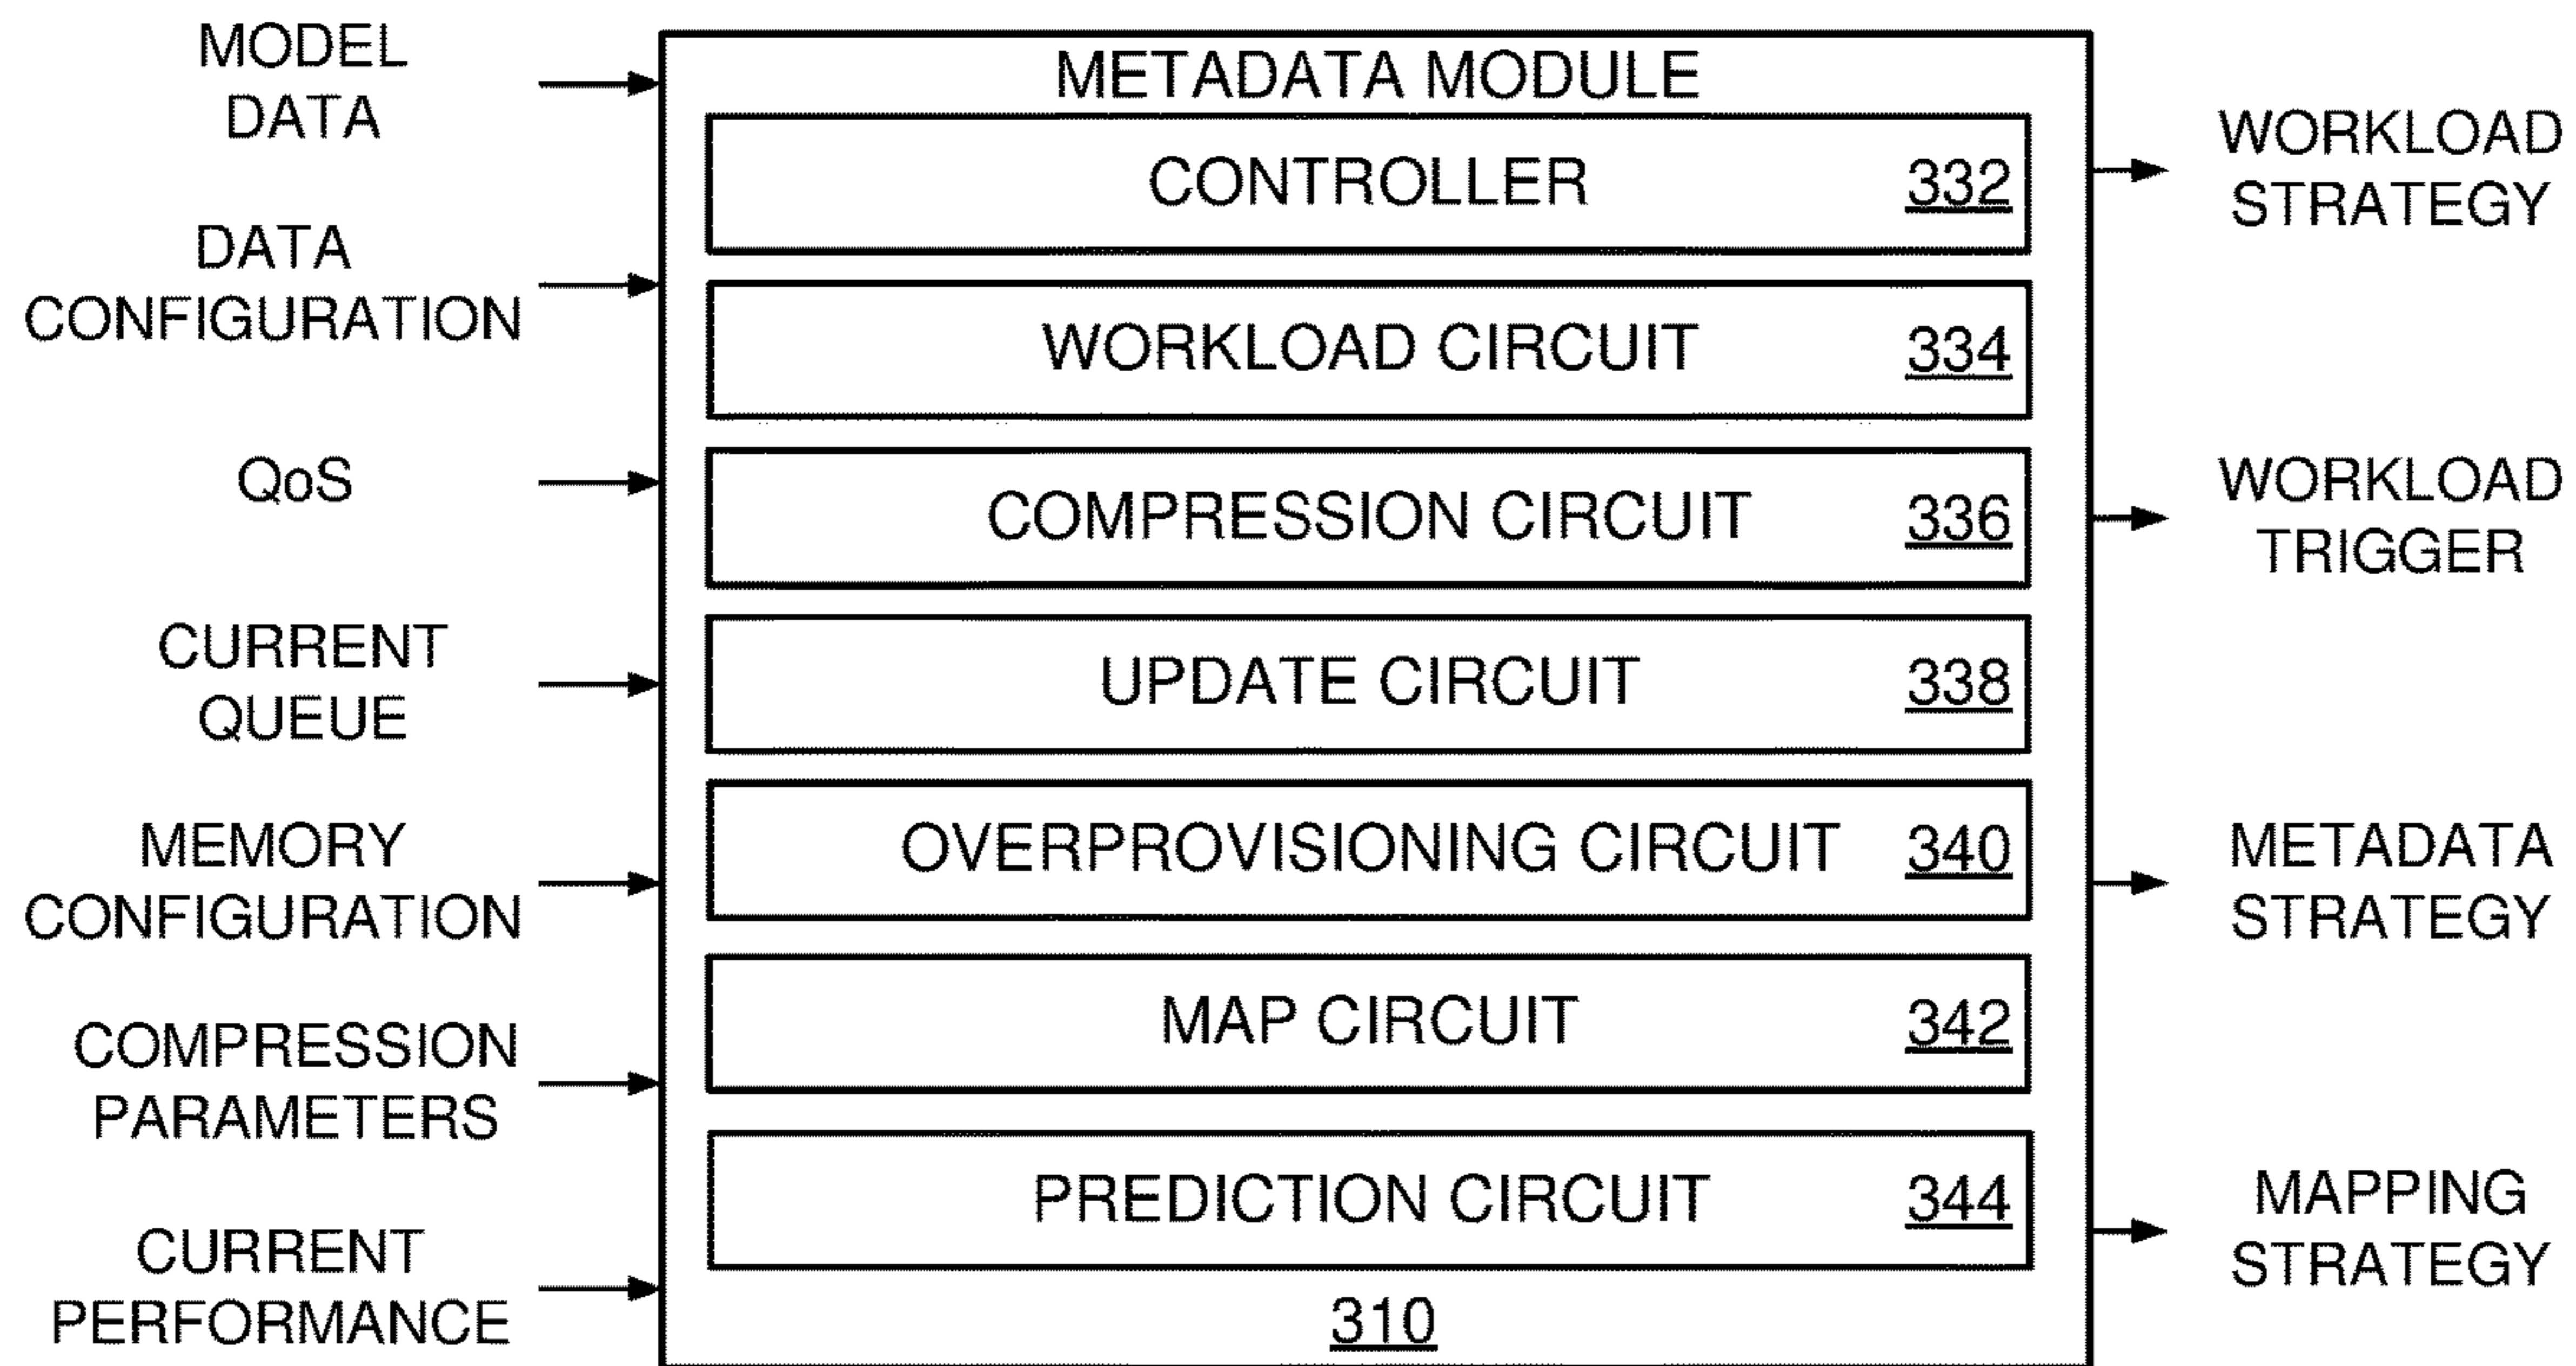 MODEL
DATA
DATA
CONFIGURATION
QoS
CURRENT
QUEUE
MEMORY
CONFIGURATION
COMPRESSION
PARAMETERS
CURRENT
PERFORMANCE
METADATA MODULE
CONTROLLER 332
WORKLOAD CIRCUIT 334
COMPRESSION CIRCUIT 336
UPDATE CIRCUIT 338
OVERPROVISIONING CIRCUIT 340
MAP CIRCUIT 342
PREDICTION CIRCUIT 344
310
WORKLOAD
STRATEGY
WORKLOAD
TRIGGER
METADATA
STRATEGY
MAPPING
STRATEGY